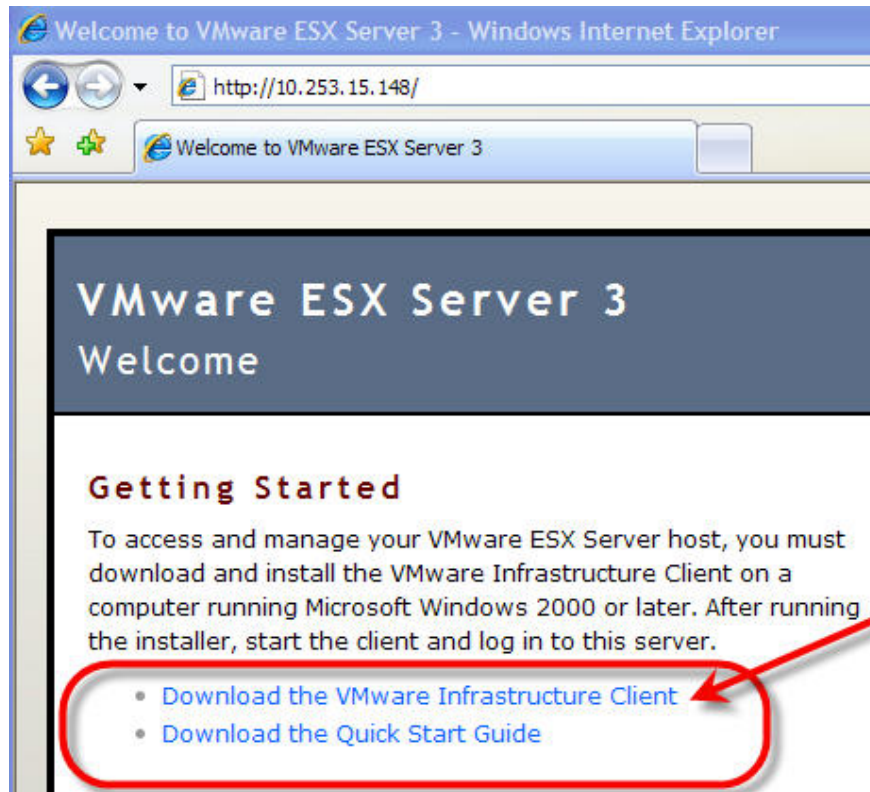 Welcome to VMware ESX Server 3 - Windows Internet Explorer
http://10.253.15.148/
Welcome to VMware ESX Server 3
VMware ESX Server 3
Welcome
Getting Started
To access and manage your VMware ESX Server host, you must
download and install the VMware Infrastructure Client on a
computer running Microsoft Windows 2000 or later. After running
the installer, start the client and log in to this server.
Download the VMware Infrastructure Client
Download the Quick Start Guide